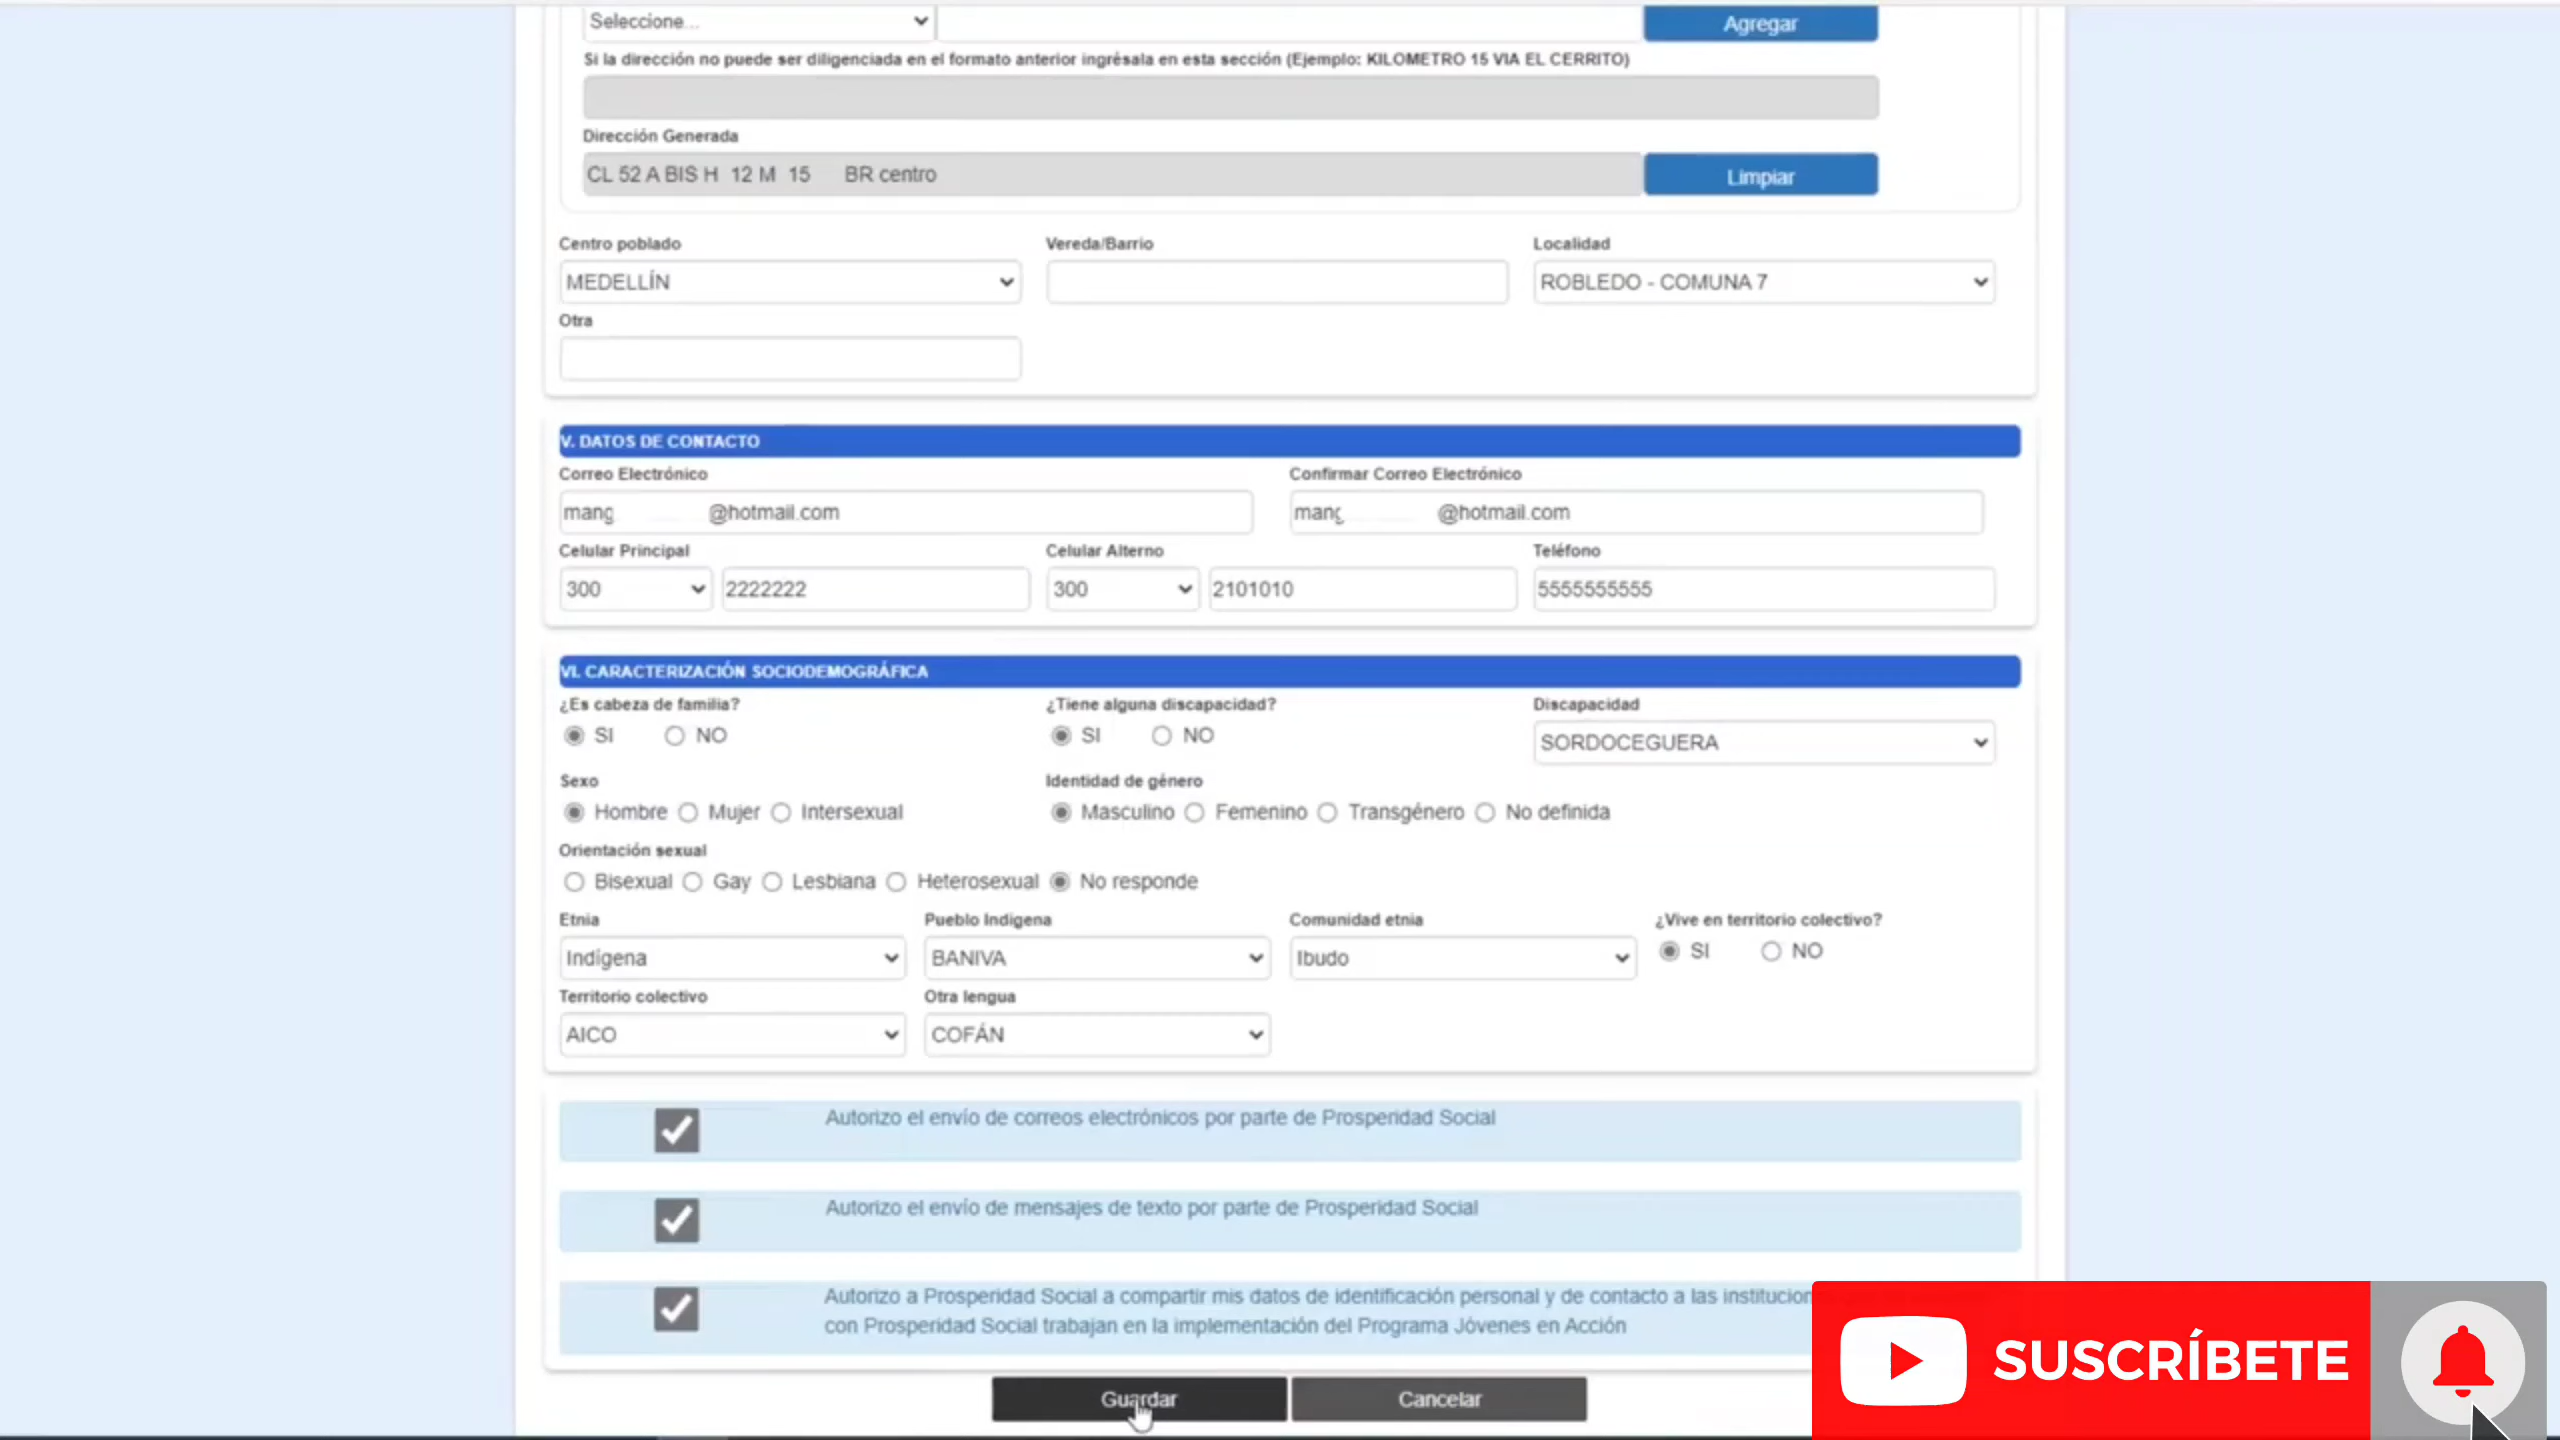 Seleccione...
Agregar
Si la dirección no puede ser diligenciada en el formato anterior ingrésala en esta sección (Ejemplo: KILOMETRO 15 VIA EL CERRITO)
Dirección Generada
CL 52 A BIS H 12 M 15 BR centro
Limpiar
Centro poblado Vereda/Barrio Localidad
MEDELLÍN ROBLEDO - COMUNA 7
Otra
V. DATOS DE CONTACTO
Correo Electrónico Confirmar Correo Electrónico
mang @hotmail.com mang @hotmail.com
Celular Principal Celular Alterno Teléfono
300 2222222 300 2101010 5555555555
VI. CARACTERIZACIÓN SOCIODEMOGRÁFICA
¿Es cabeza de familia? ¿Tiene alguna discapacidad? Discapacidad
SI NO SI NO SORDOCEGUERA
Sexo Identidad de género
Hombre Mujer Intersexual Masculino Femenino Transgénero No definida
Orientación sexual
Bisexual Gay Lesbiana Heterosexual No responde
Etnia Pueblo Indigena Comunidad etnia ¿Vive en territorio colectivo?
Indígena BANIVA Ibudo SI NO
Territorio colectivo Otra lengua
AICO COFÁN
Autorizo el envío de correos electrónicos por parte de Prosperidad Social
Autorizo el envío de mensajes de texto por parte de Prosperidad Social
Autorizo a Prosperidad Social a compartir mis datos de identificación personal y de contacto a las institucion
con Prosperidad Social trabajan en la implementación del Programa Jóvenes en Acción
Guardar Cancelar
SUSCRÍBETE